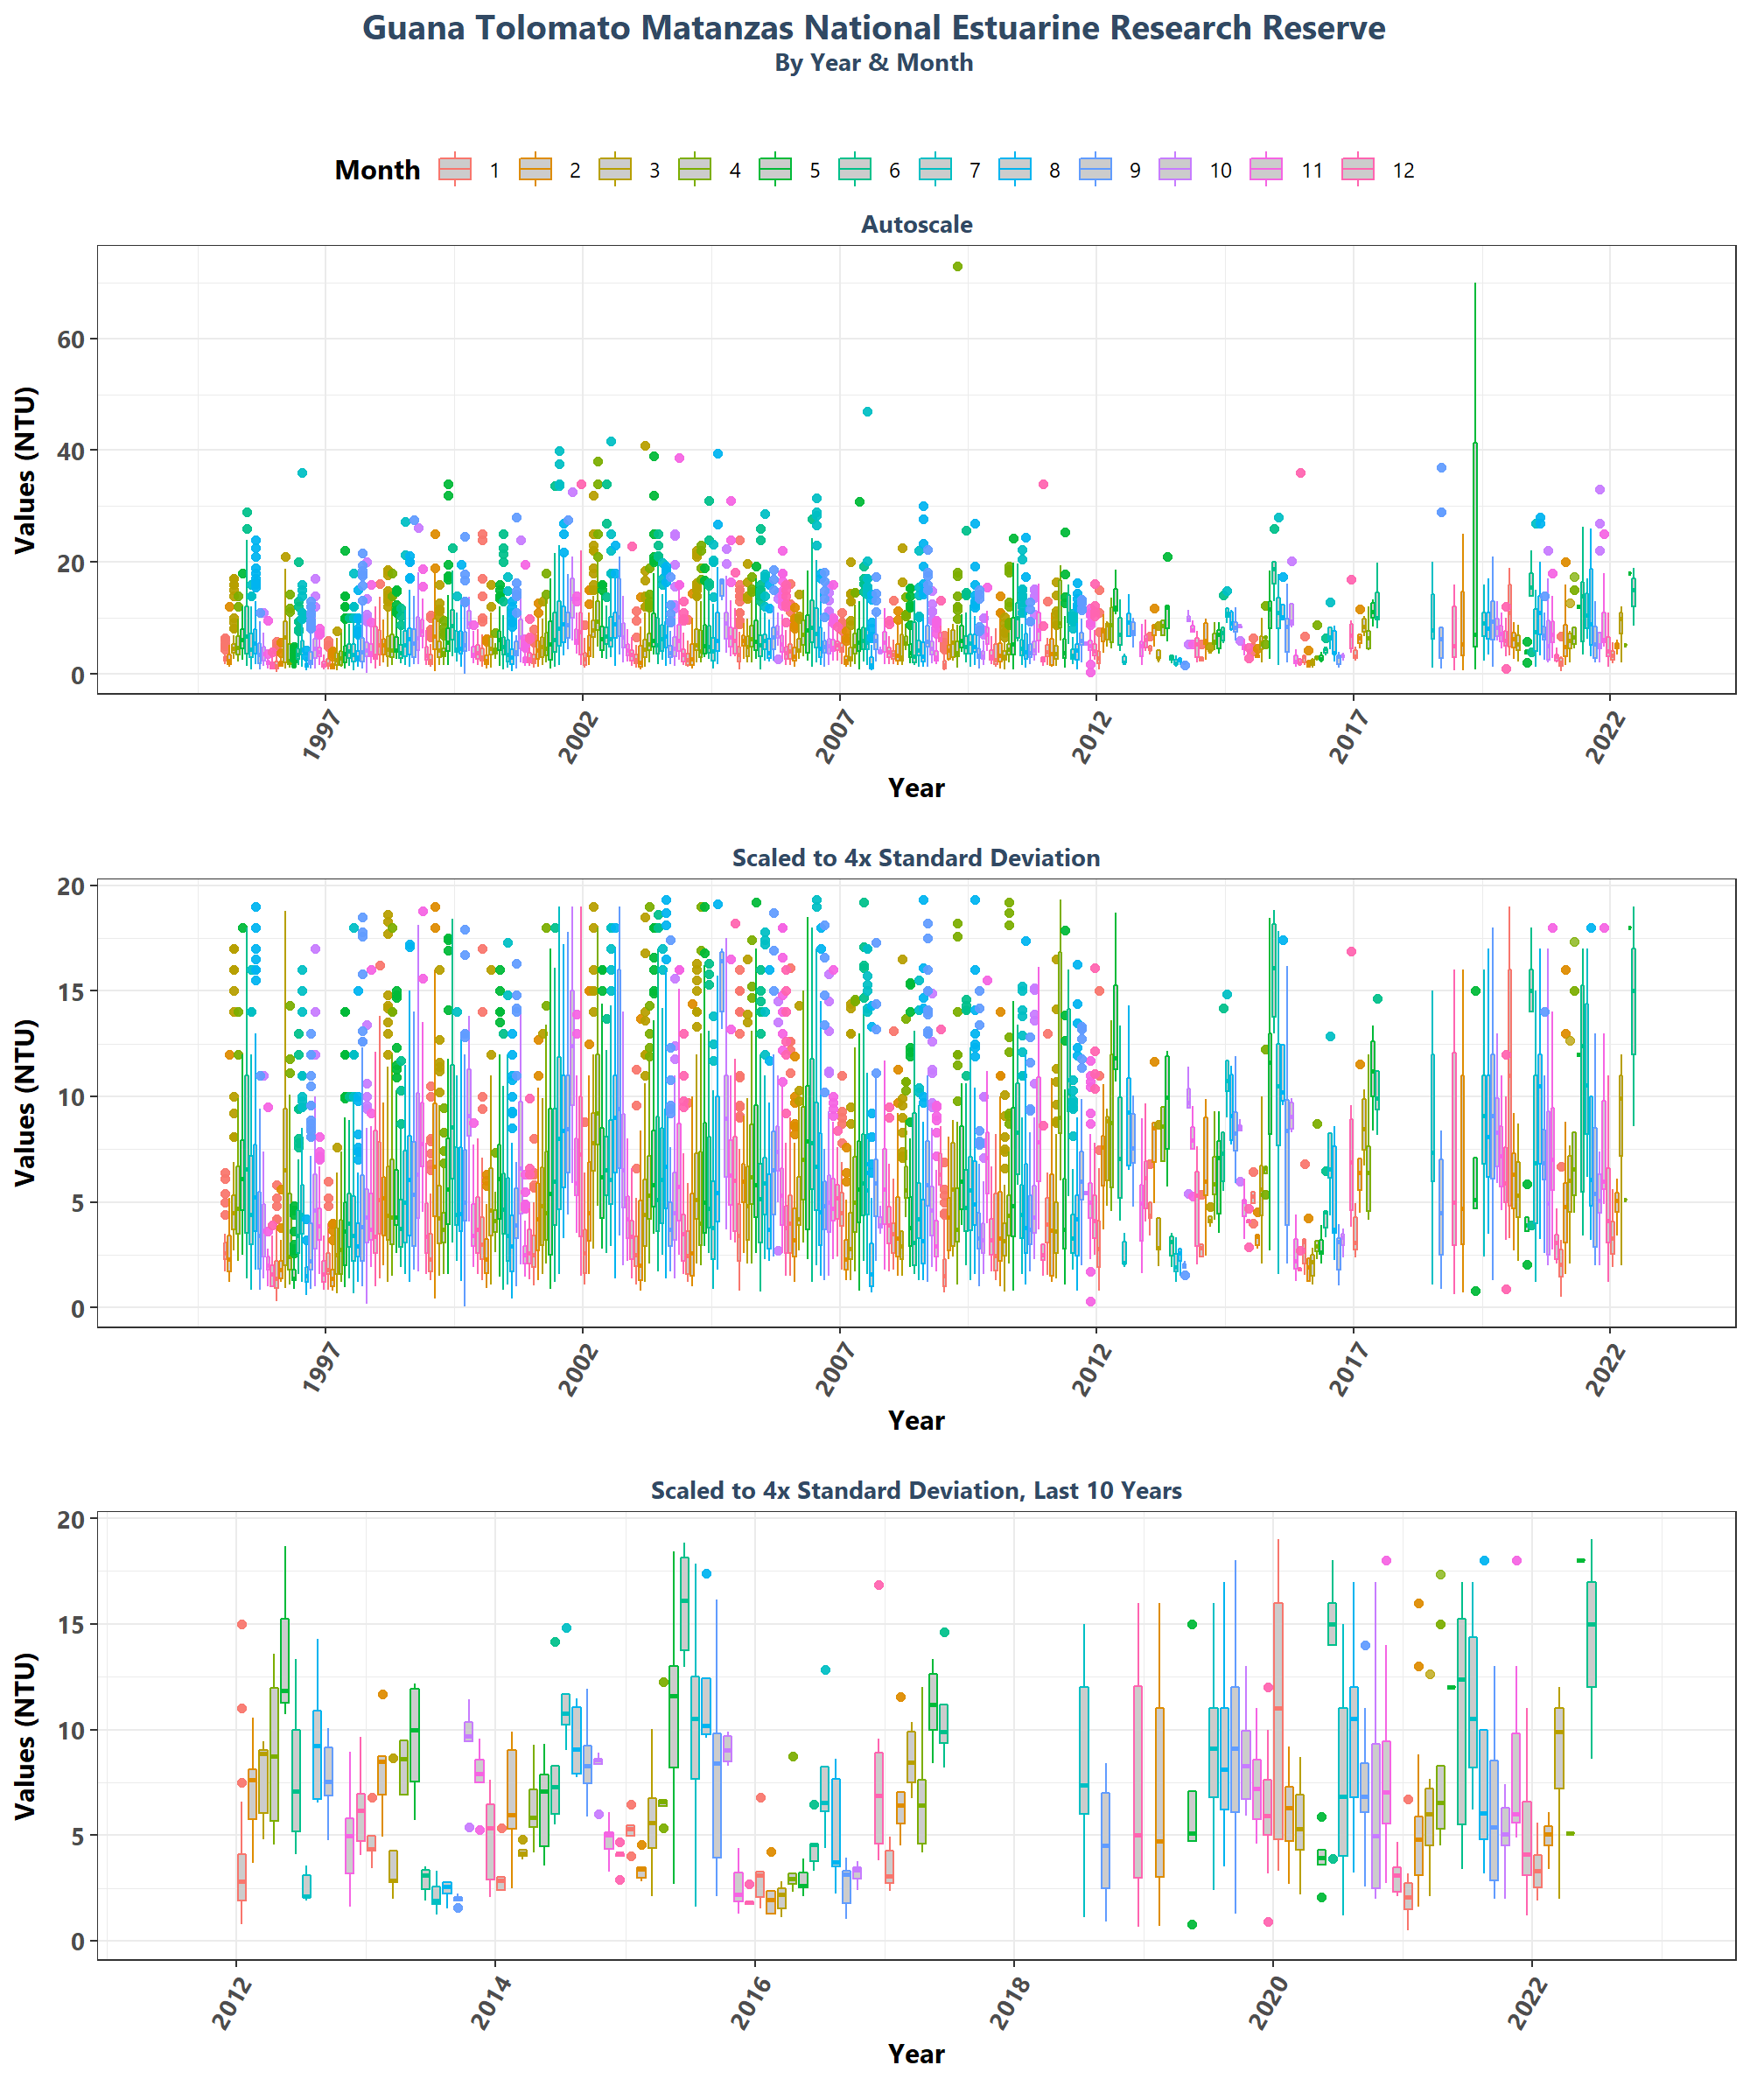 Guana Tolomato Matanzas National Estuarine Research Reserve
By Year & Month
Month 1 2 3 4 5 6 7 8 9 10 11 12
Autoscale
Values (NTU)
60
40
20
0
1997 2002 2007 2012 2017 2022
Year
Scaled to 4x Standard Deviation
Values (NTU)
20
15
10
5
0
1997 2002 2007 2012 2017 2022
Year
Scaled to 4x Standard Deviation, Last 10 Years
Values (NTU)
20
15
10
5
0
2012 2014 2016 2018 2020 2022
Year